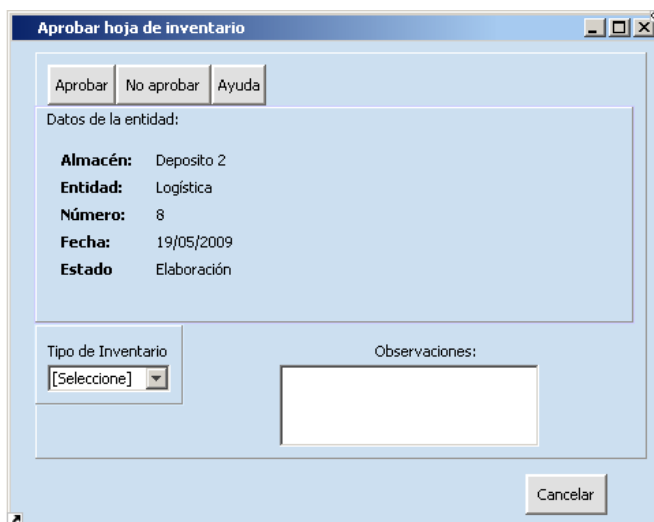 Aprobar hoja de inventario
Aprobar No aprobar Ayuda
Datos de la entidad:
Almacén: Deposito 2
Entidad: Logística
Número: 8
Fecha: 19/05/2009
Estado Elaboración
Tipo de Inventario Observaciones:
[Seleccione]
Cancelar